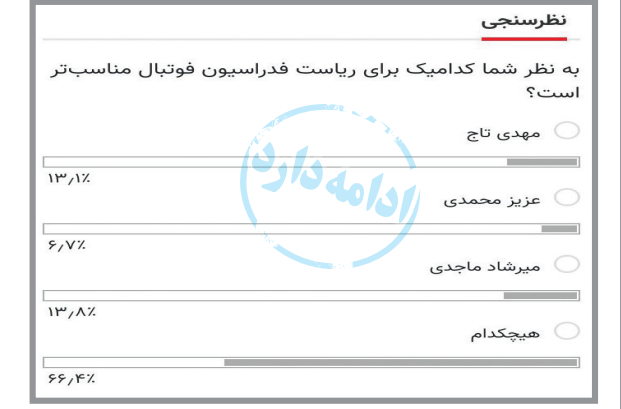 نظرسنجی
به نظر شما کدامیک برای ریاست فدراسیون فوتبال مناسب‌تر
است؟
مهدی تاج
۱۳٫۱٪
عزیز محمدی
۶٫۷٪
میرشاد ماجدی
۱۳٫۸٪
هیچکدام
۶۶٫۴٪
ادامه دارد